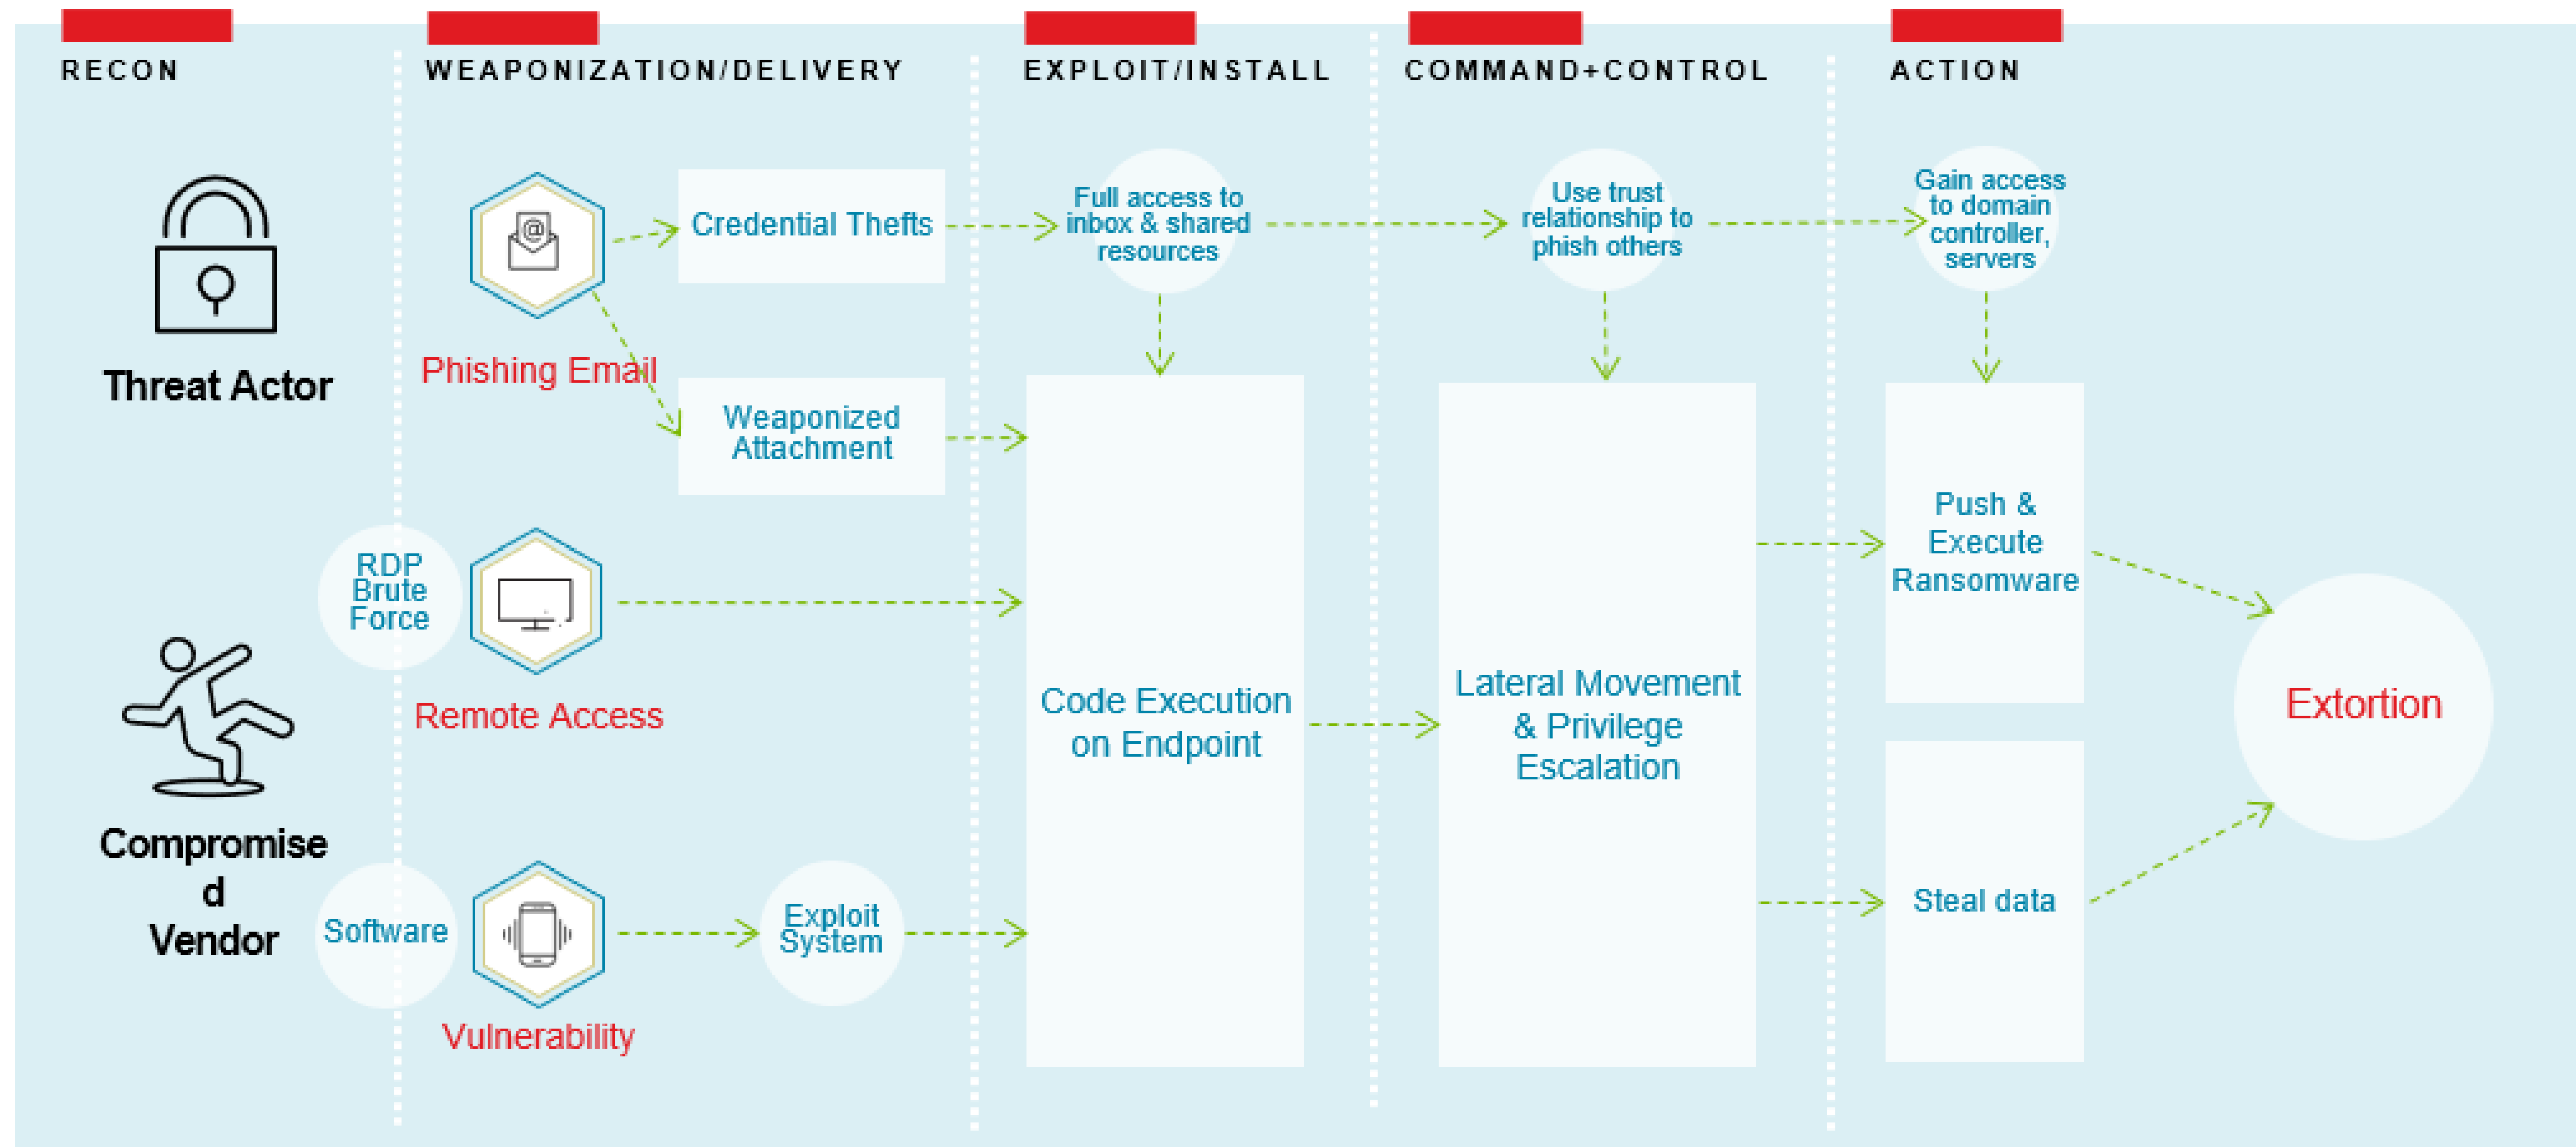 RECON
WEAPONIZATION/DELIVERY
EXPLOIT/INSTALL
COMMAND+CONTROL
ACTION
Threat Actor
Compromise
d
Vendor
Phishing Email
Credential Thefts
Weaponized
Attachment
RDP
Brute
Force
Remote Access
Software
Vulnerability
Exploit
System
Full access to
inbox & shared
resources
Code Execution
on Endpoint
Use trust
relationship to
phish others
Lateral Movement
& Privilege
Escalation
Gain access
to domain
controller,
servers
Push &
Execute
Ransomware
Steal data
Extortion